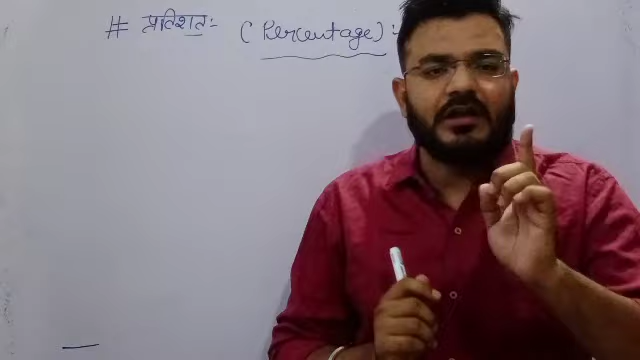 # प्रतिशत :- (Percentage) :-